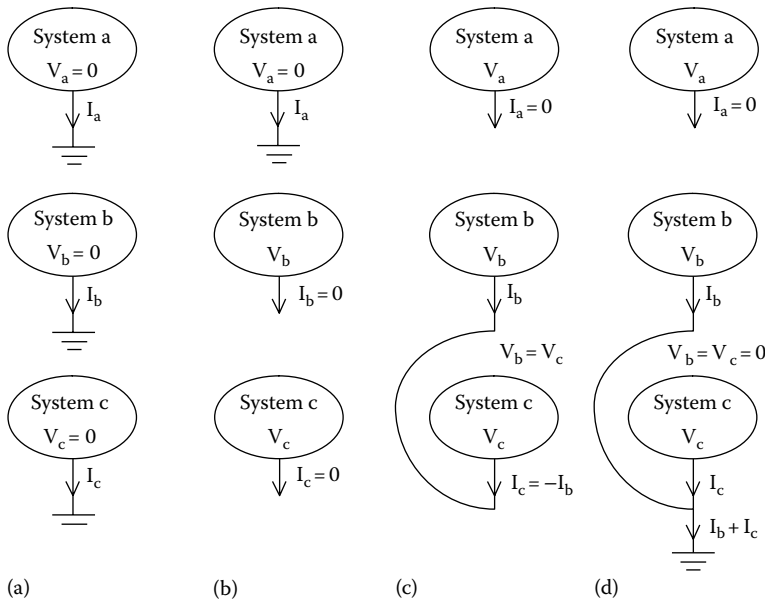 System a
V_a = 0
I_a
System b
V_b = 0
I_b
System c
V_c = 0
I_c
(a)
System a
V_a = 0
I_a
System b
V_b
I_b = 0
System c
V_c
I_c = 0
(b)
System a
V_a
I_a = 0
System b
V_b
I_b
V_b = V_c
System c
V_c
I_c = −I_b
(c)
System a
V_a
I_a = 0
System b
V_b
I_b
V_b = V_c = 0
System c
V_c
I_c
I_b + I_c
(d)